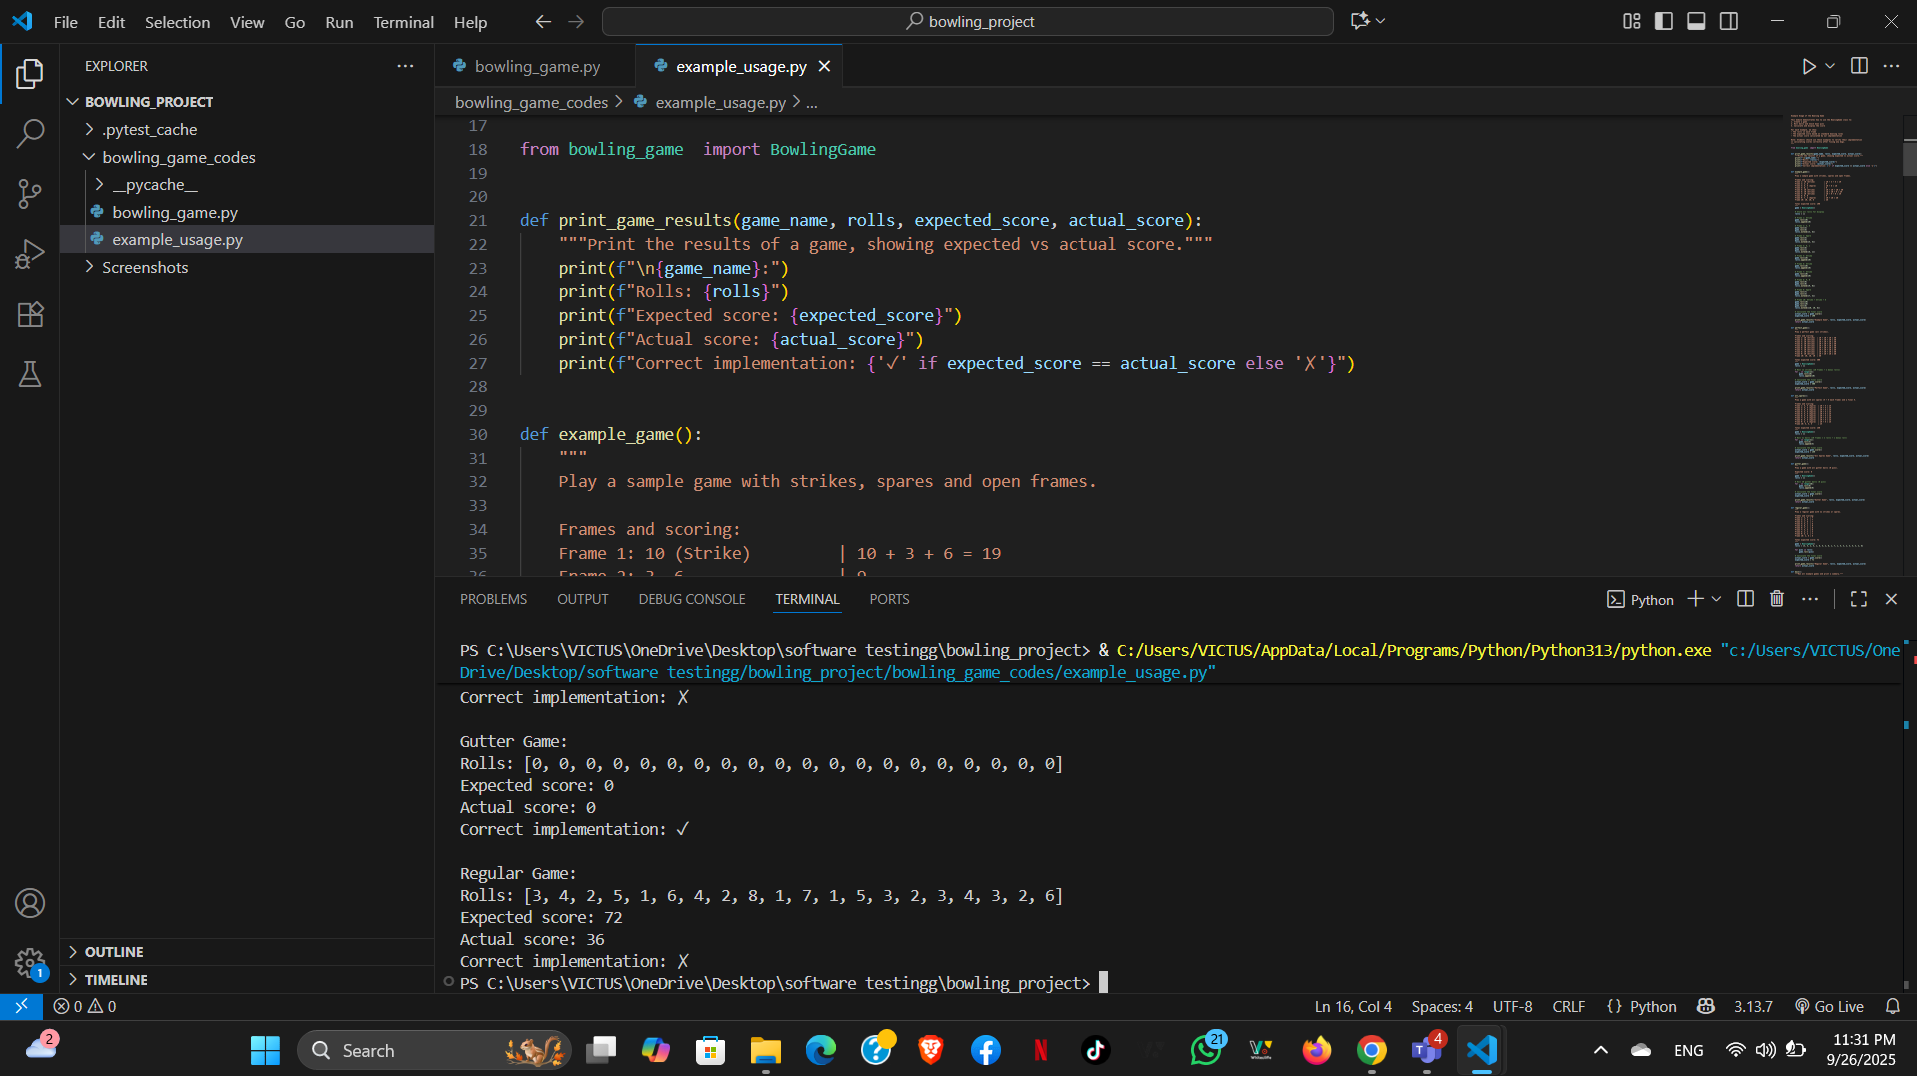 File Edit Selection View Go Run Terminal Help
bowling_project
EXPLORER
BOWLING_PROJECT
.pytest_cache
bowling_game_codes
__pycache__
bowling_game.py
example_usage.py
Screenshots
OUTLINE
TIMELINE
bowling_game.py example_usage.py
bowling_game_codes > example_usage.py > ...
17
18 from bowling_game  import BowlingGame
19
20
21 def print_game_results(game_name, rolls, expected_score, actual_score):
22     """Print the results of a game, showing expected vs actual score."""
23     print(f"\n{game_name}:")
24     print(f"Rolls: {rolls}")
25     print(f"Expected score: {expected_score}")
26     print(f"Actual score: {actual_score}")
27     print(f"Correct implementation: {'✓' if expected_score == actual_score else '✗'}")
28
29
30 def example_game():
31     """
32     Play a sample game with strikes, spares and open frames.
33
34     Frames and scoring:
35     Frame 1: 10 (Strike)         | 10 + 3 + 6 = 19
36     Frame 2: 3, 6                | 9
PROBLEMS OUTPUT DEBUG CONSOLE TERMINAL PORTS
Python
PS C:\Users\VICTUS\OneDrive\Desktop\software testingg\bowling_project> & C:/Users/VICTUS/AppData/Local/Programs/Python/Python313/python.exe "c:/Users/VICTUS/One
Drive/Desktop/software testingg/bowling_project/bowling_game_codes/example_usage.py"
Correct implementation: ✗
Gutter Game:
Rolls: [0, 0, 0, 0, 0, 0, 0, 0, 0, 0, 0, 0, 0, 0, 0, 0, 0, 0, 0, 0]
Expected score: 0
Actual score: 0
Correct implementation: ✓
Regular Game:
Rolls: [3, 4, 2, 5, 1, 6, 4, 2, 8, 1, 7, 1, 5, 3, 2, 3, 4, 3, 2, 6]
Expected score: 72
Actual score: 36
Correct implementation: ✗
PS C:\Users\VICTUS\OneDrive\Desktop\software testingg\bowling_project>
1
0 0
Ln 16, Col 4 Spaces: 4 UTF-8 CRLF {} Python 3.13.7 Go Live
2
Search
21
4
ENG
11:31 PM
9/26/2025